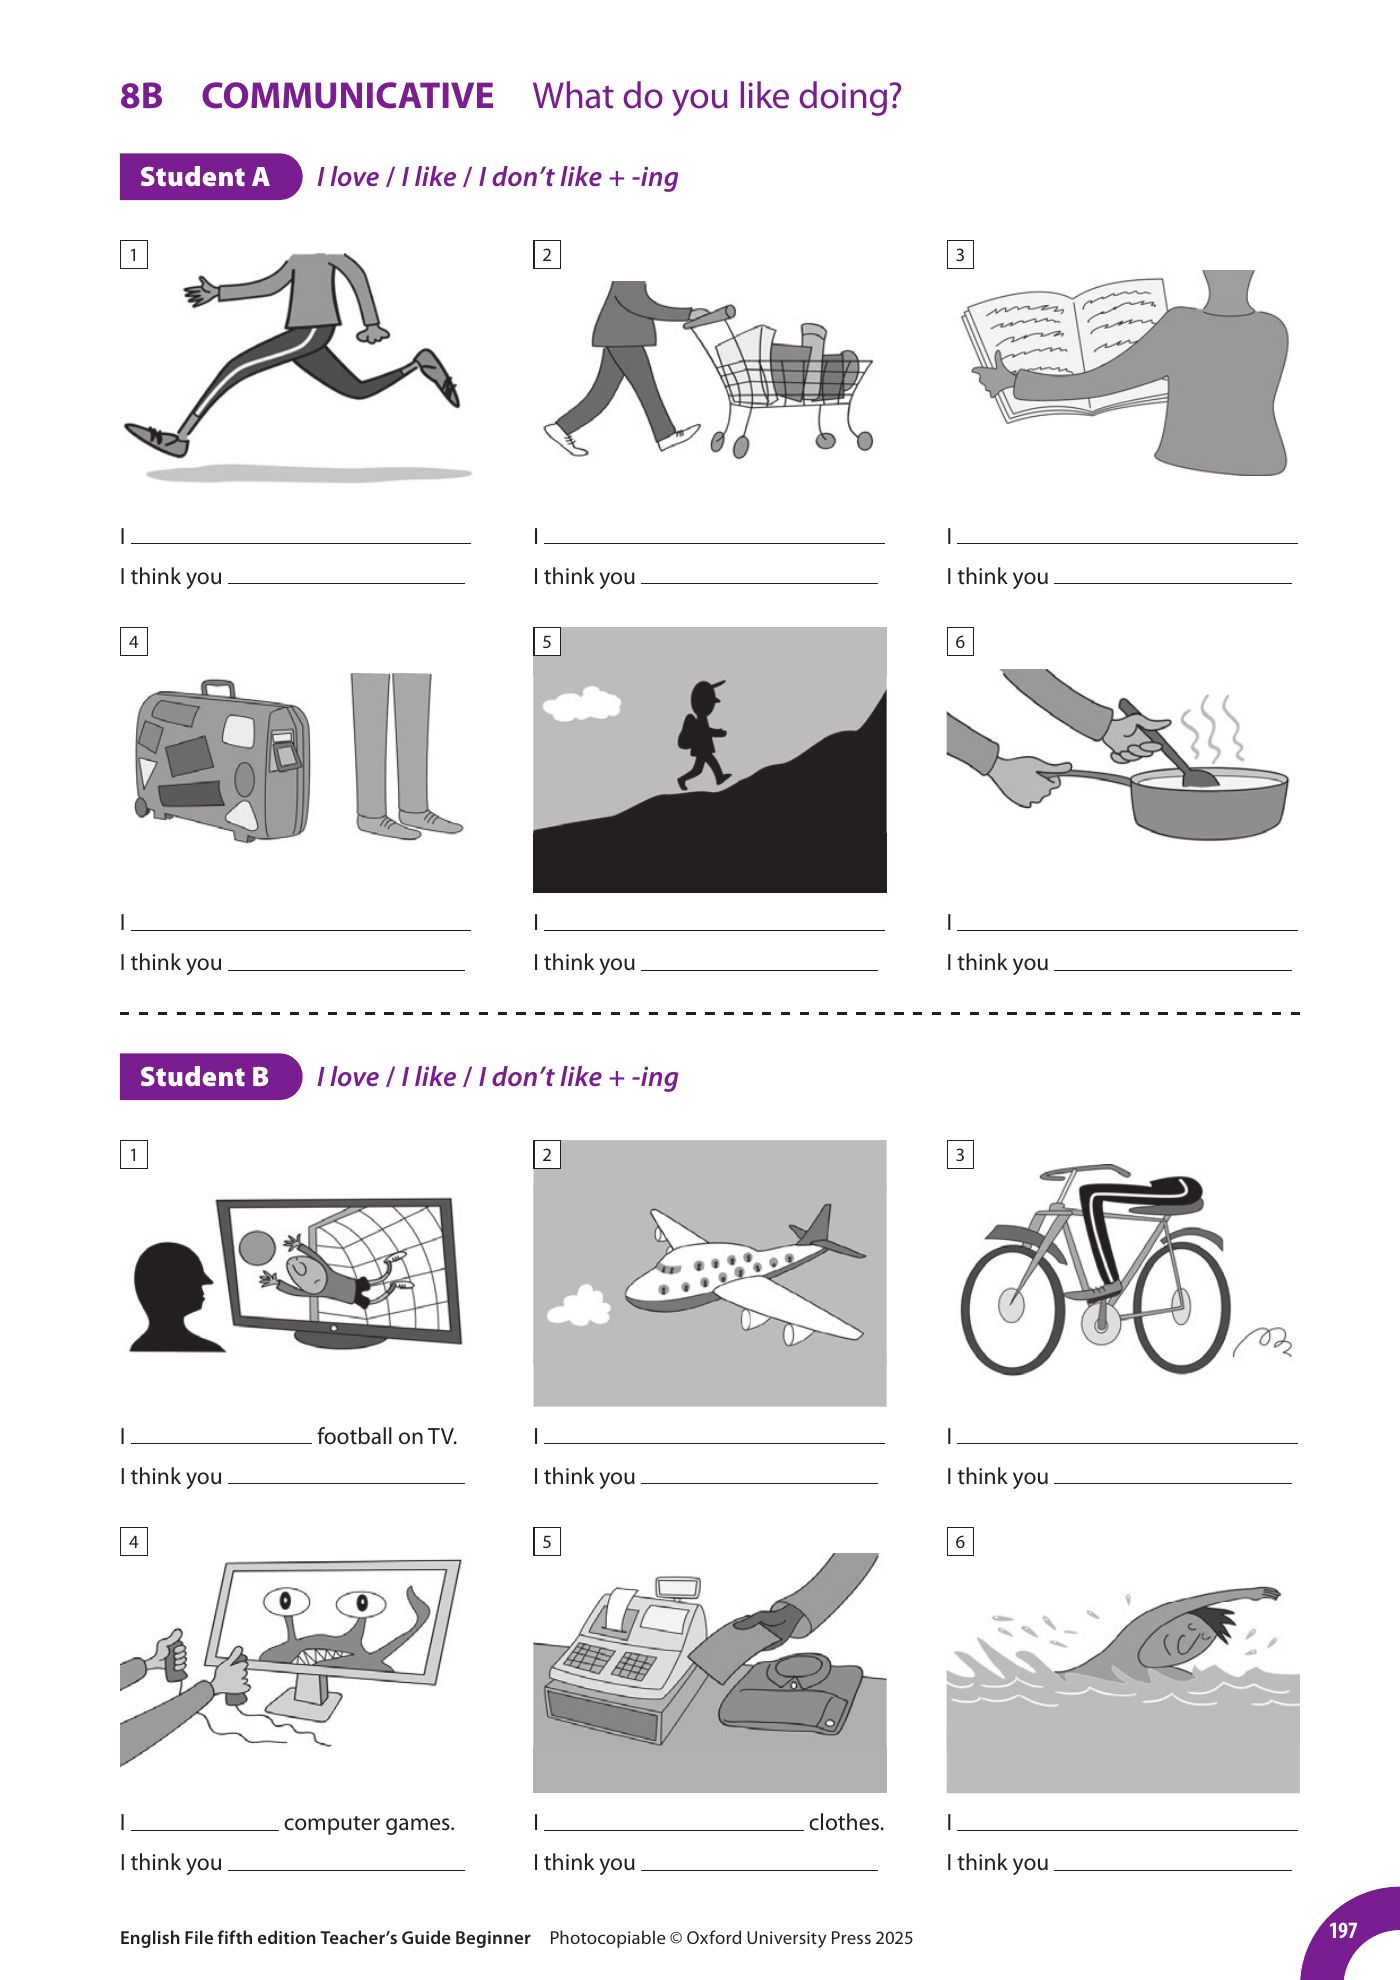 8B COMMUNICATIVE What do you like doing?
Student A I love / I like / I don’t like + -ing
1
2
3
I
I
I
I think you
I think you
I think you
4
5
6
I
I
I
I think you
I think you
I think you
Student B I love / I like / I don’t like + -ing
1
2
3
I football on TV.
I
I
I think you
I think you
I think you
4
5
6
I computer games.
I clothes.
I
I think you
I think you
I think you
English File fifth edition Teacher’s Guide Beginner Photocopiable © Oxford University Press 2025
197